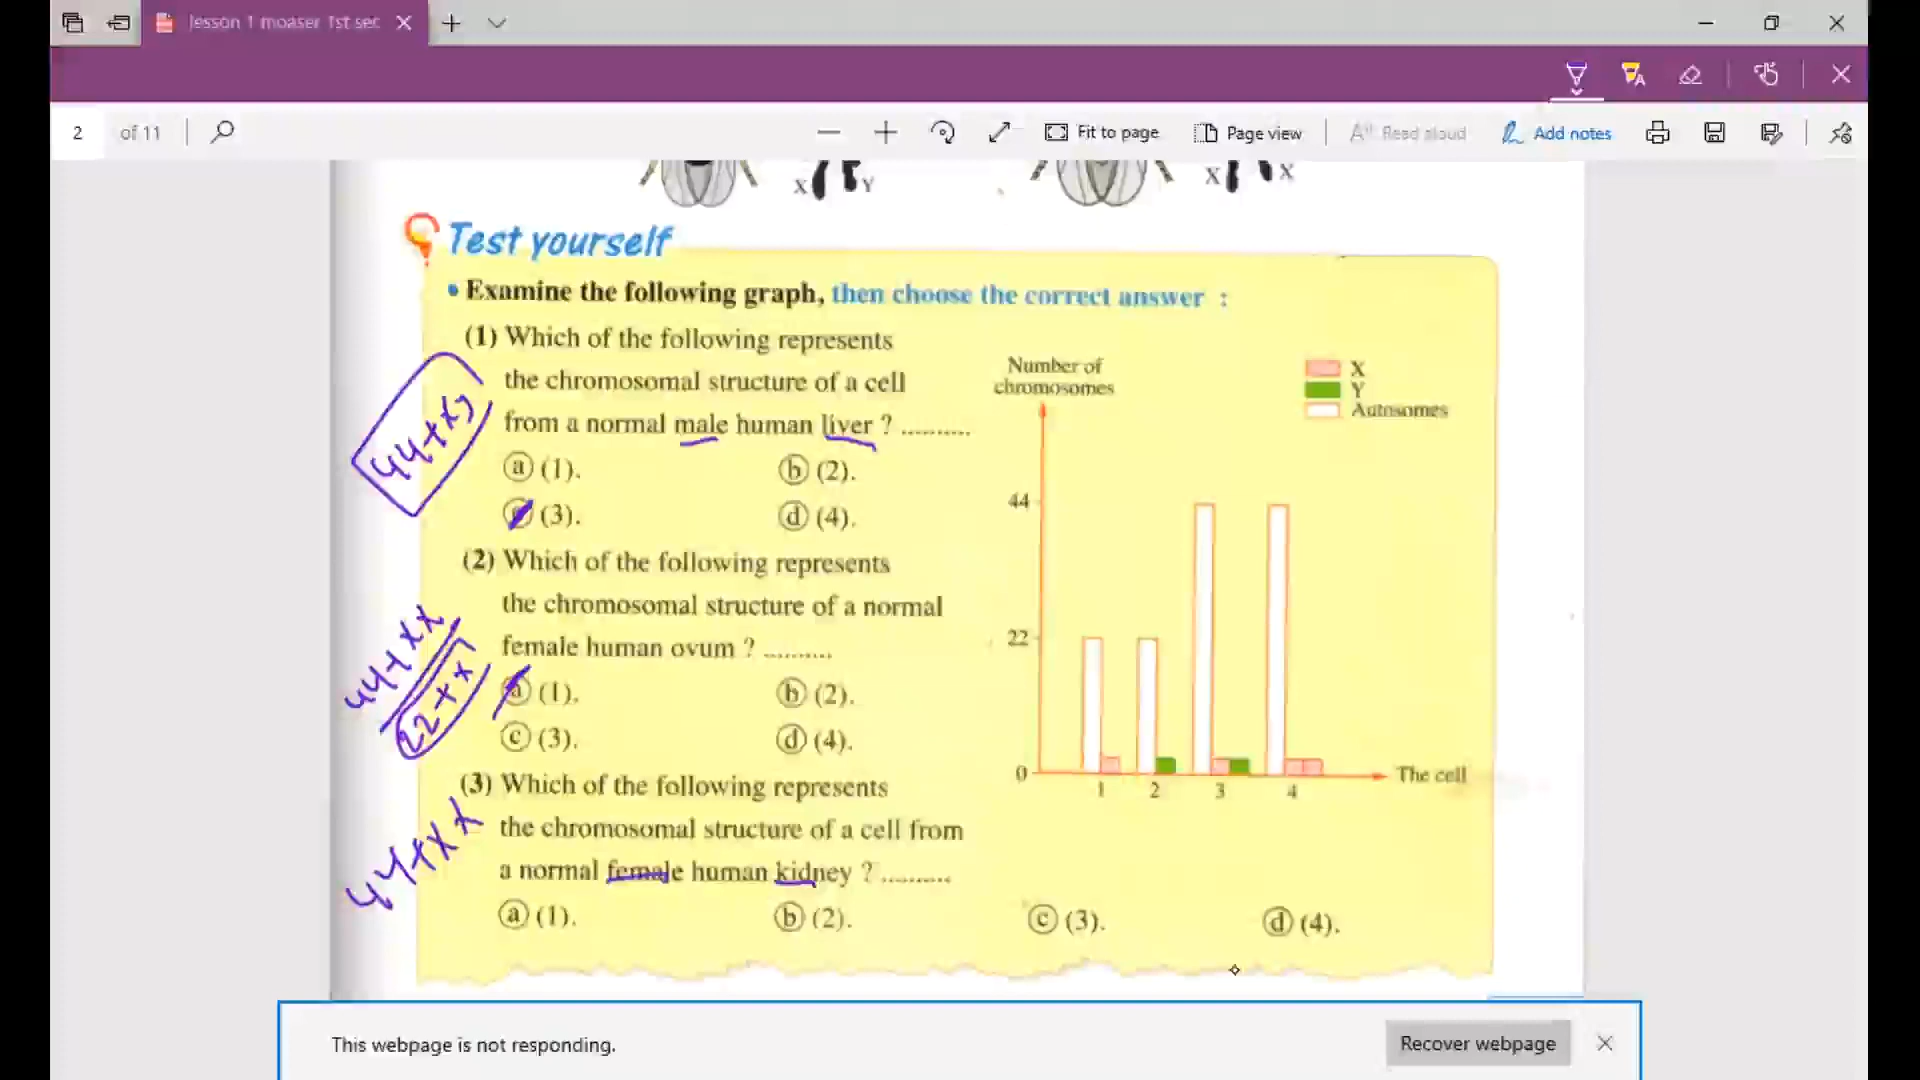 lesson 1 moaser 1st sec
2 of 11
Fit to page
Page view
Read aloud
Add notes
X Y
X X
Test yourself
• Examine the following graph, then choose the correct answer :
(1) Which of the following represents
the chromosomal structure of a cell
from a normal male human liver ? ..........
a (1).
b (2).
(3).
d (4).
44+xy
(2) Which of the following represents
the chromosomal structure of a normal
female human ovum ? ..........
a (1).
b (2).
c (3).
d (4).
44+xx
22+x
(3) Which of the following represents
the chromosomal structure of a cell from
a normal female human kidney ? ..........
a (1).
b (2).
c (3).
d (4).
44+xx
Number of
chromosomes
X
Y
Autosomes
44
22
0
1 2 3 4
The cell
This webpage is not responding.
Recover webpage